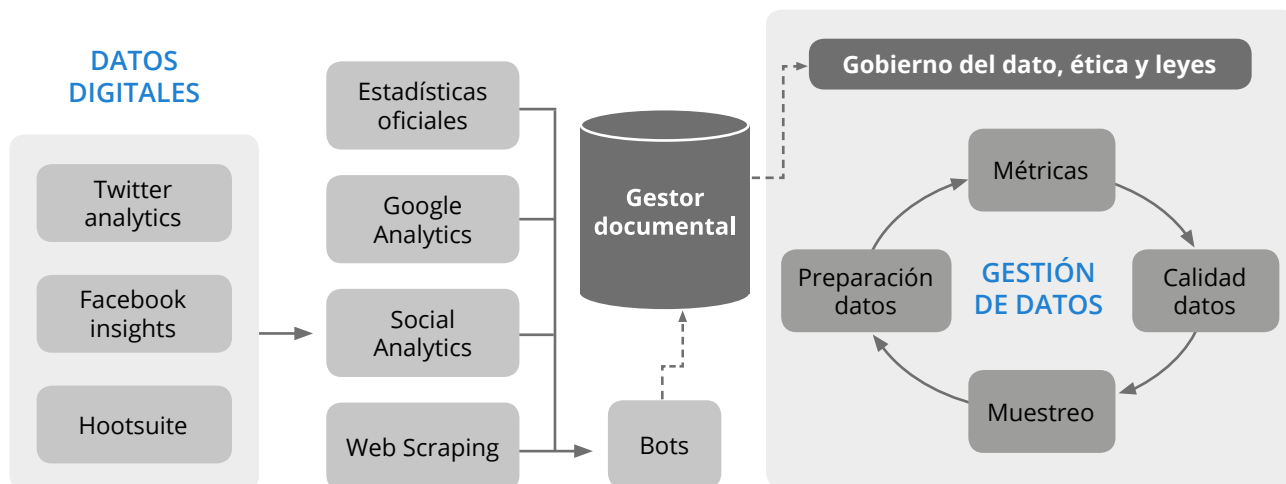 DATOS
DIGITALES
Twitter
analytics
Facebook
insights
Hootsuite
Estadísticas
oficiales
Google
Analytics
Social
Analytics
Web Scraping
Gestor
documental
Bots
Gobierno del dato, ética y leyes
Métricas
Preparación
datos
GESTIÓN
DE DATOS
Calidad
datos
Muestreo